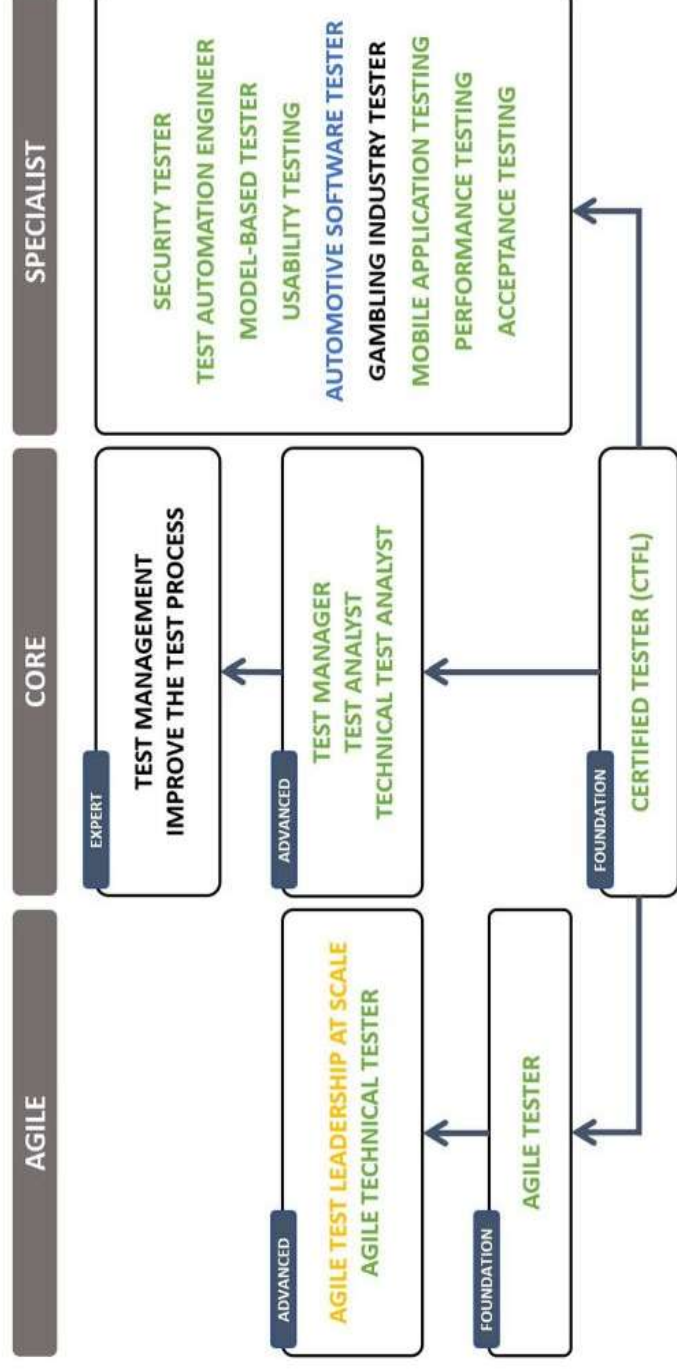 AGILE
CORE
SPECIALIST
ADVANCED
AGILE TEST LEADERSHIP AT SCALE
AGILE TECHNICAL TESTER
FOUNDATION
AGILE TESTER
EXPERT
TEST MANAGEMENT
IMPROVE THE TEST PROCESS
ADVANCED
TEST MANAGER
TEST ANALYST
TECHNICAL TEST ANALYST
FOUNDATION
CERTIFIED TESTER (CTFL)
SECURITY TESTER
TEST AUTOMATION ENGINEER
MODEL-BASED TESTER
USABILITY TESTING
AUTOMOTIVE SOFTWARE TESTER
GAMBLING INDUSTRY TESTER
MOBILE APPLICATION TESTING
PERFORMANCE TESTING
ACCEPTANCE TESTING